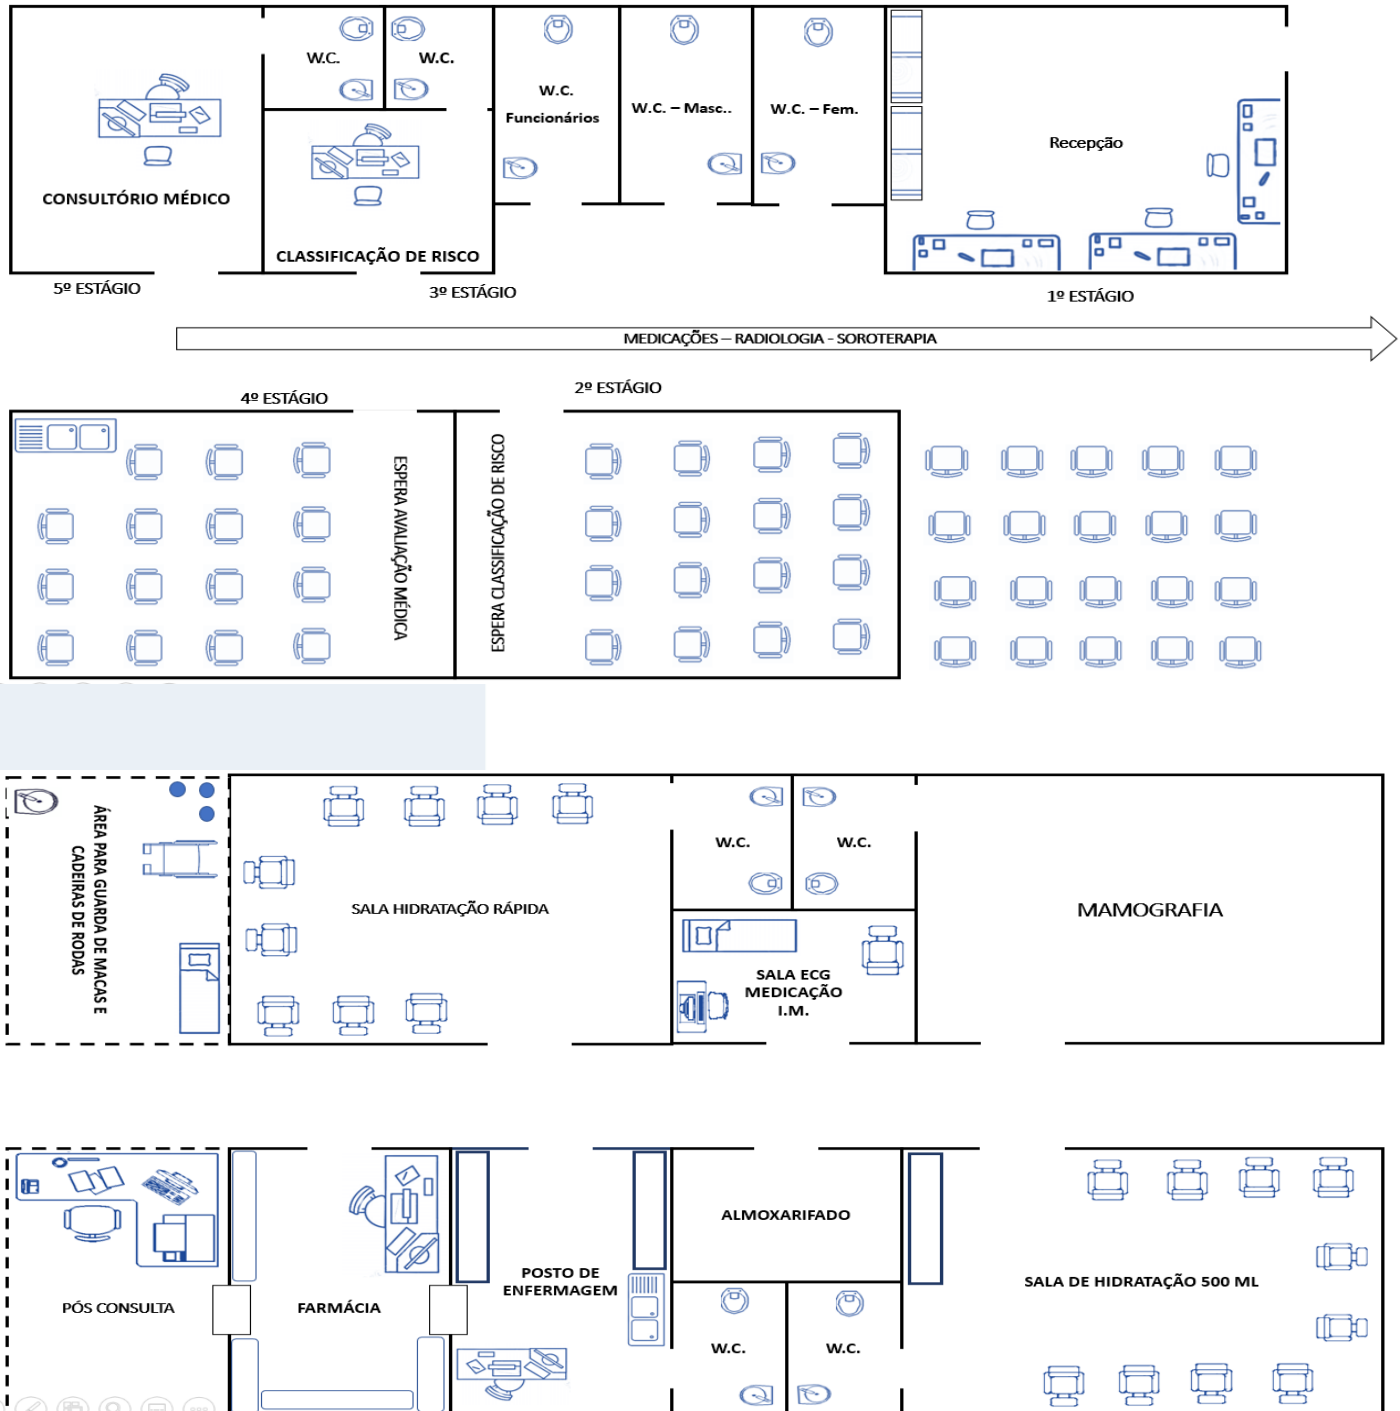 W.C.
W.C.
W.C.
Funcionários
W.C. – Masc..
W.C. – Fem.
Recepção
CONSULTÓRIO MÉDICO
CLASSIFICAÇÃO DE RISCO
5º ESTÁGIO
3º ESTÁGIO
1º ESTÁGIO
MEDICAÇÕES – RADIOLOGIA - SOROTERAPIA
4º ESTÁGIO
2º ESTÁGIO
ESPERA AVALIAÇÃO MÉDICA
ESPERA CLASSIFICAÇÃO DE RISCO
ÁREA PARA GUARDA DE MACAS E
CADEIRAS DE RODAS
SALA HIDRATAÇÃO RÁPIDA
W.C.
W.C.
SALA ECG
MEDICAÇÃO
I.M.
MAMOGRAFIA
PÓS CONSULTA
FARMÁCIA
POSTO DE
ENFERMAGEM
ALMOXARIFADO
W.C.
W.C.
SALA DE HIDRATAÇÃO 500 ML